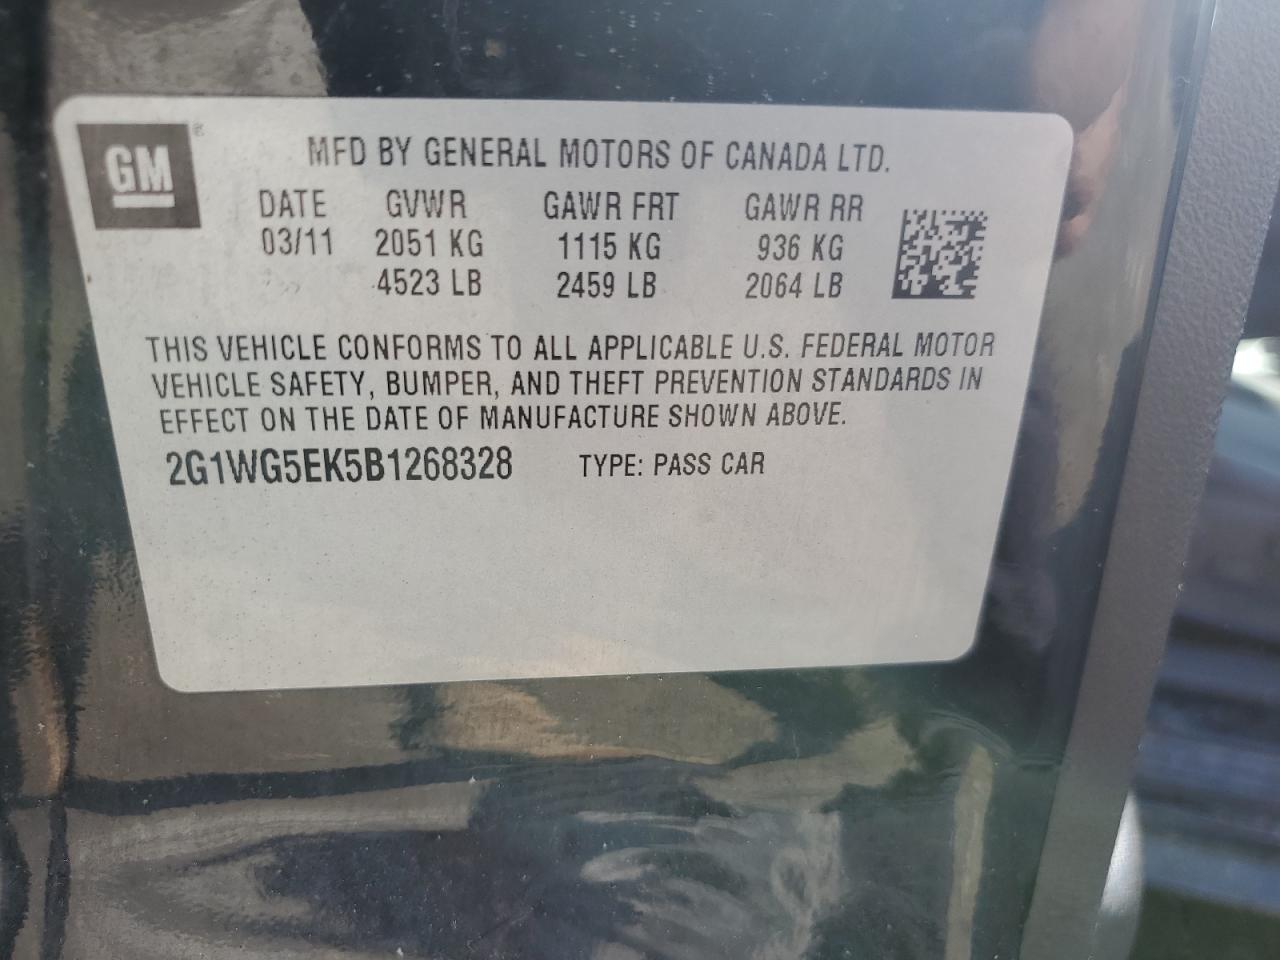 GM®
MFD BY GENERAL MOTORS OF CANADA LTD.
DATE GVWR GAWR FRT GAWR RR
03/11 2051 KG 1115 KG 936 KG
4523 LB 2459 LB 2064 LB
THIS VEHICLE CONFORMS TO ALL APPLICABLE U.S. FEDERAL MOTOR
VEHICLE SAFETY, BUMPER, AND THEFT PREVENTION STANDARDS IN
EFFECT ON THE DATE OF MANUFACTURE SHOWN ABOVE.
2G1WG5EK5B1268328 TYPE: PASS CAR